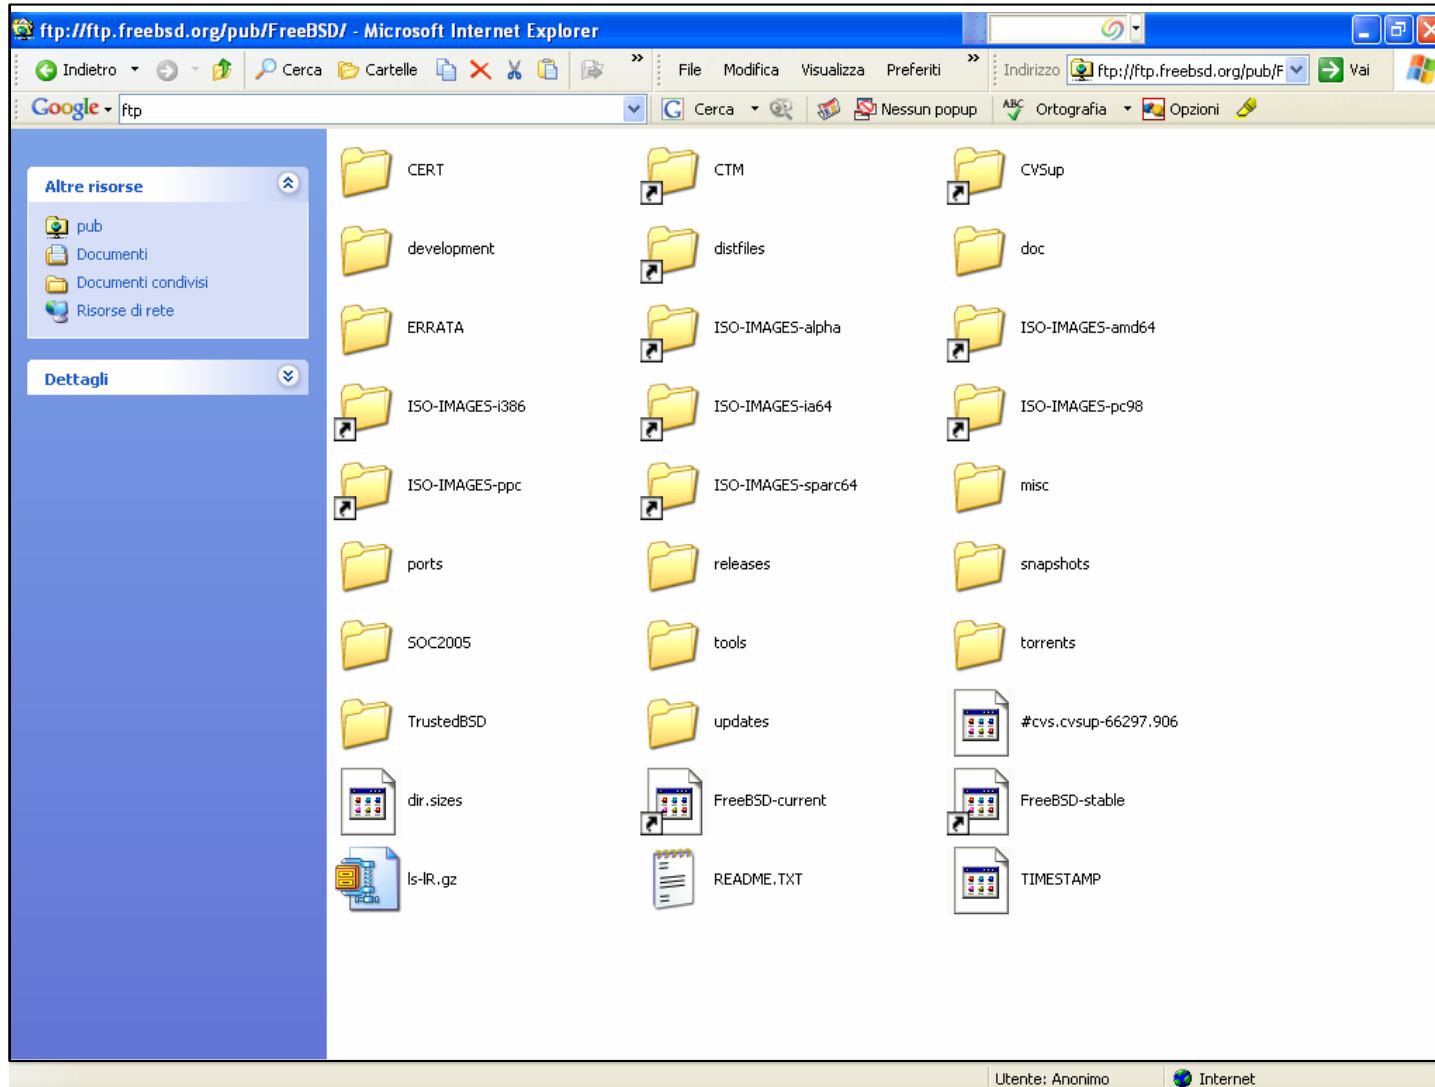 ftp://ftp.freebsd.org/pub/FreeBSD/ - Microsoft Internet Explorer
Indietro Cerca Cartelle » File Modifica Visualizza Preferiti » Indirizzo ftp://ftp.freebsd.org/pub/F Vai
Google ftp G Cerca Nessun popup ABC Ortografia Opzioni
Altre risorse
pub
Documenti
Documenti condivisi
Risorse di rete
Dettagli
CERT CTM CVSup
development distfiles doc
ERRATA ISO-IMAGES-alpha ISO-IMAGES-amd64
ISO-IMAGES-i386 ISO-IMAGES-ia64 ISO-IMAGES-pc98
ISO-IMAGES-ppc ISO-IMAGES-sparc64 misc
ports releases snapshots
SOC2005 tools torrents
TrustedBSD updates #cvs.cvsup-66297.906
dir.sizes FreeBSD-current FreeBSD-stable
ls-lR.gz README.TXT TIMESTAMP
Utente: Anonimo Internet